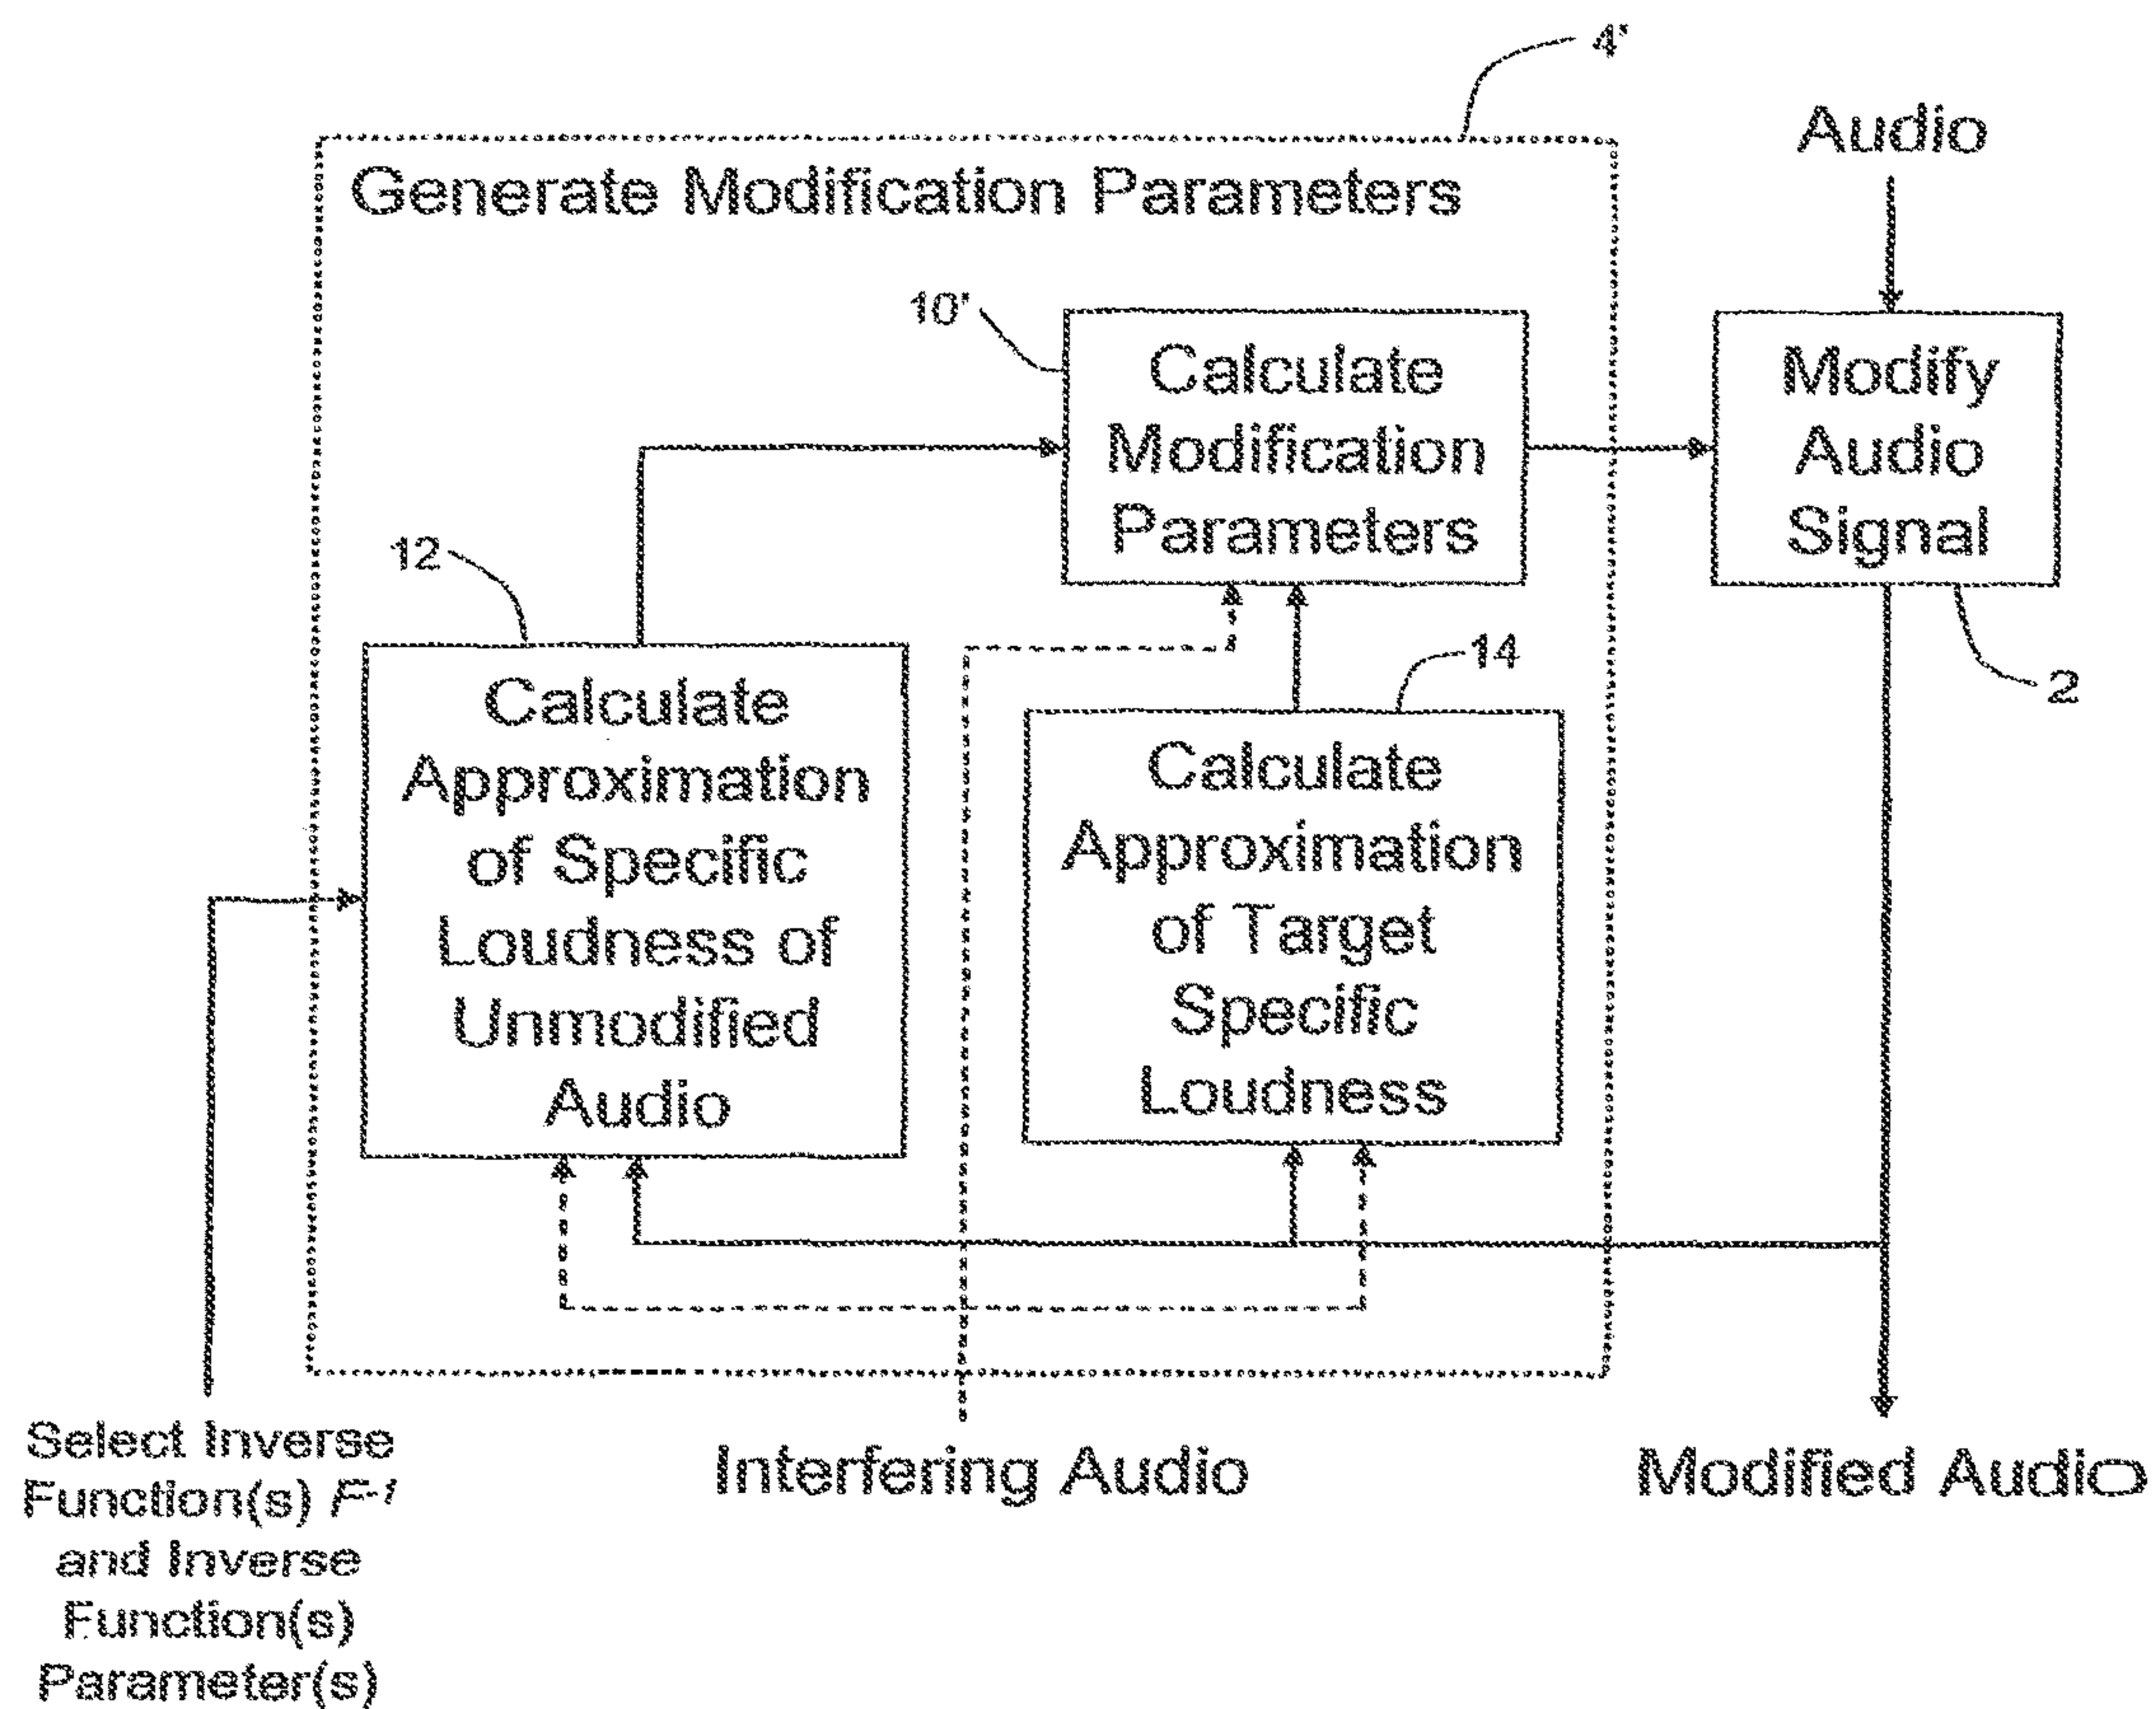 4'
Audio
Generate Modification Parameters
10'
Calculate
Modification
Parameters
Modify
Audio
Signal
12
14
2
Calculate
Approximation
of Specific
Loudness of
Unmodified
Audio
Calculate
Approximation
of Target
Specific
Loudness
Select Inverse
Function(s) F-1
and Inverse
Function(s)
Parameter(s)
Interfering Audio
Modified Audio